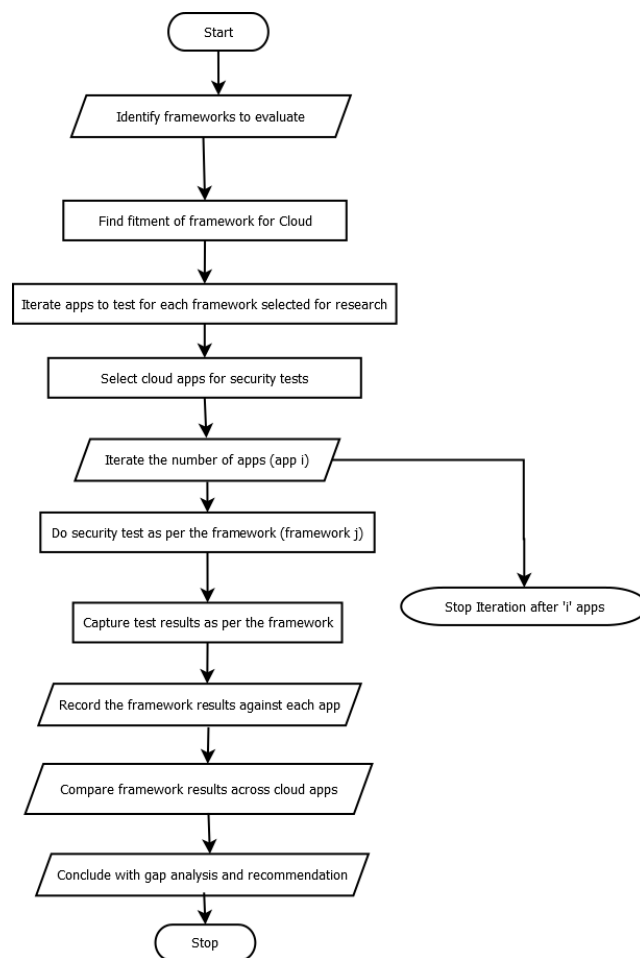 Start
Identify frameworks to evaluate
Find fitment of framework for Cloud
Iterate apps to test for each framework selected for research
Select cloud apps for security tests
Iterate the number of apps (app i)
Do security test as per the framework (framework j)
Stop Iteration after 'i' apps
Capture test results as per the framework
Record the framework results against each app
Compare framework results across cloud apps
Conclude with gap analysis and recommendation
Stop